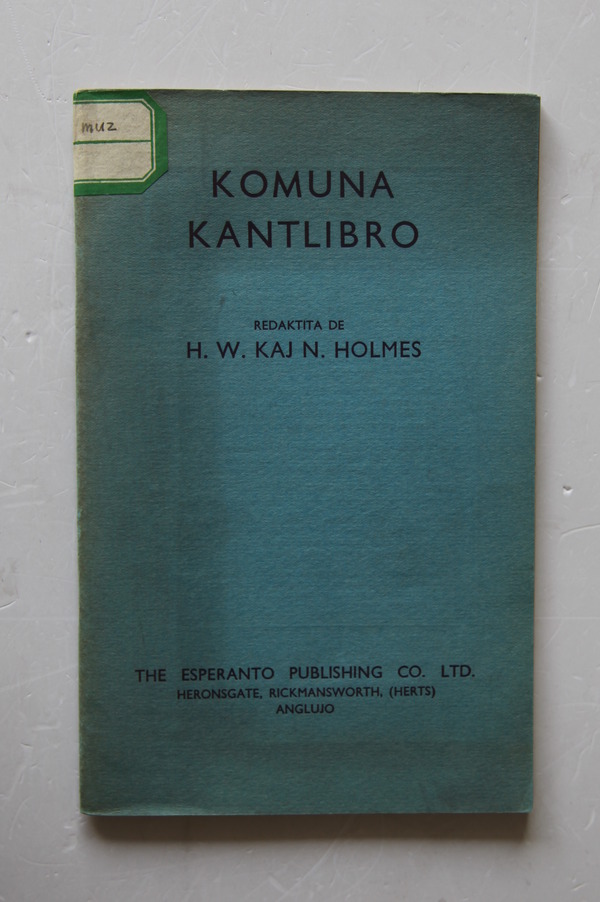 muz
KOMUNA
KANTLIBRO
REDAKTITA DE
H. W. KAJ N. HOLMES
THE ESPERANTO PUBLISHING CO. LTD.
HERONSGATE, RICKMANSWORTH, (HERTS)
ANGLUJO